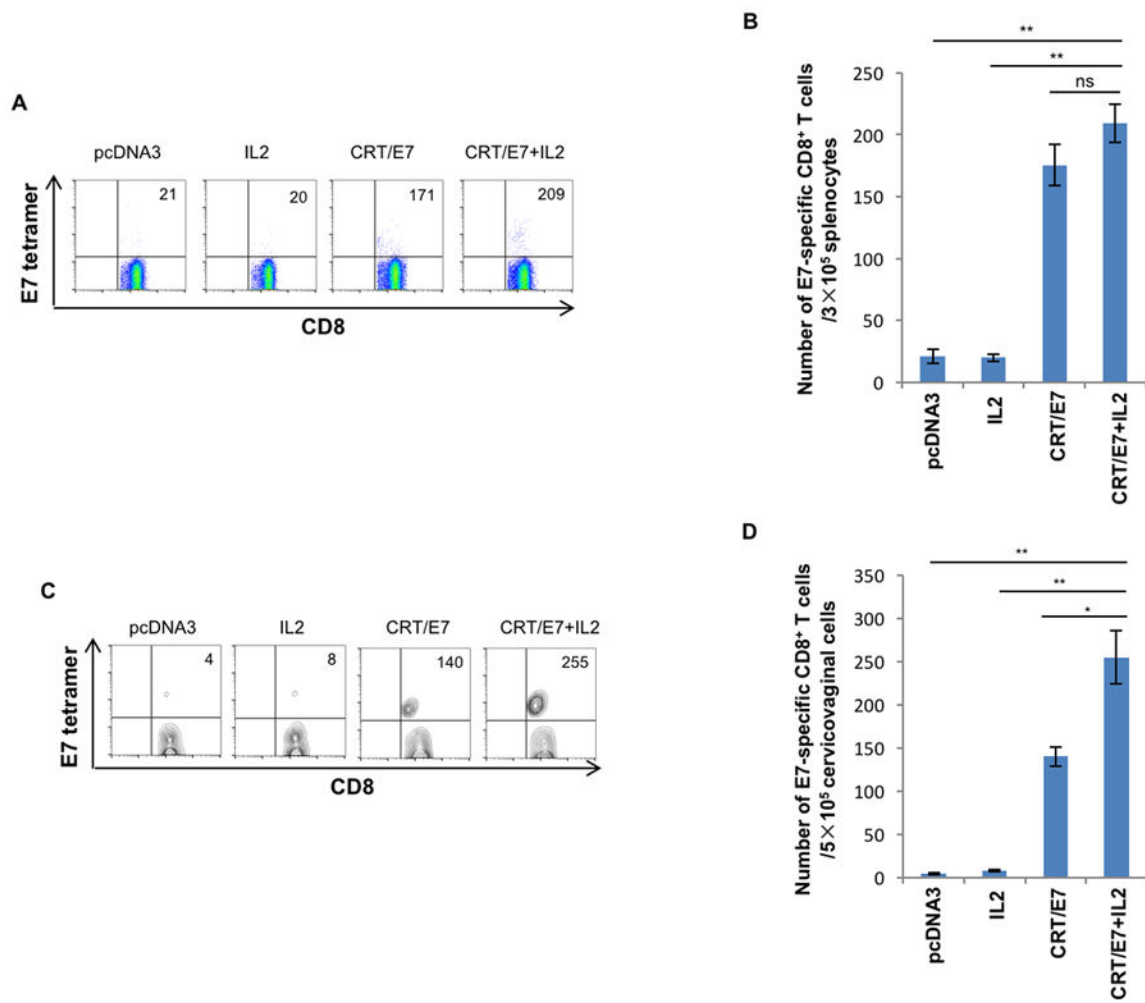 A
pcDNA3 IL2 CRT/E7 CRT/E7+IL2
21 20 171 209
E7 tetramer
CD8
B
**
**
ns
Number of E7-specific CD8⁺ T cells
/3×10⁵ splenocytes
250
200
150
100
50
0
pcDNA3
IL2
CRT/E7
CRT/E7+IL2
C
pcDNA3 IL2 CRT/E7 CRT/E7+IL2
4 8 140 255
E7 tetramer
CD8
D
**
**
*
Number of E7-specific CD8⁺ T cells
/5×10⁵ cervicovaginal cells
350
300
250
200
150
100
50
0
pcDNA3
IL2
CRT/E7
CRT/E7+IL2